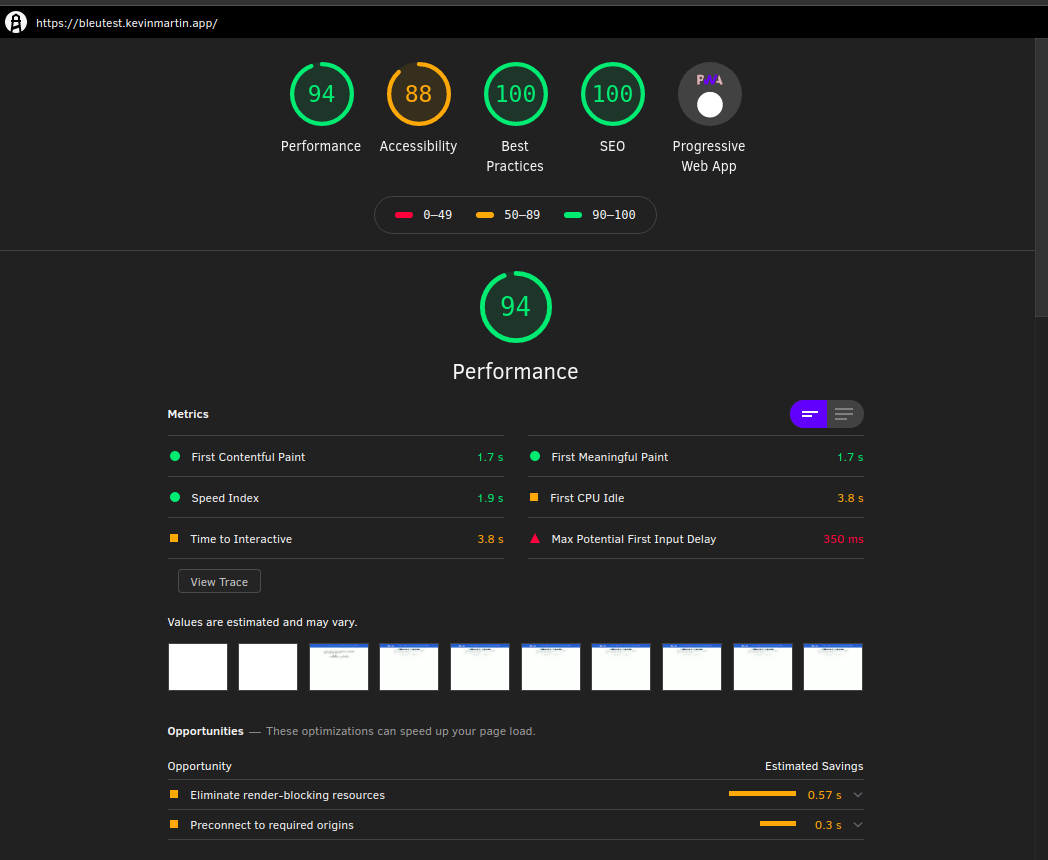 https://bleutest.kevinmartin.app/
94 88 100 100 PWA
Performance Accessibility Best Practices SEO Progressive Web App
0–49 50–89 90–100
94
Performance
Metrics
First Contentful Paint 1.7 s First Meaningful Paint 1.7 s
Speed Index 1.9 s First CPU Idle 3.8 s
Time to Interactive 3.8 s Max Potential First Input Delay 350 ms
View Trace
Values are estimated and may vary.
Opportunities — These optimizations can speed up your page load.
Opportunity Estimated Savings
Eliminate render-blocking resources 0.57 s
Preconnect to required origins 0.3 s